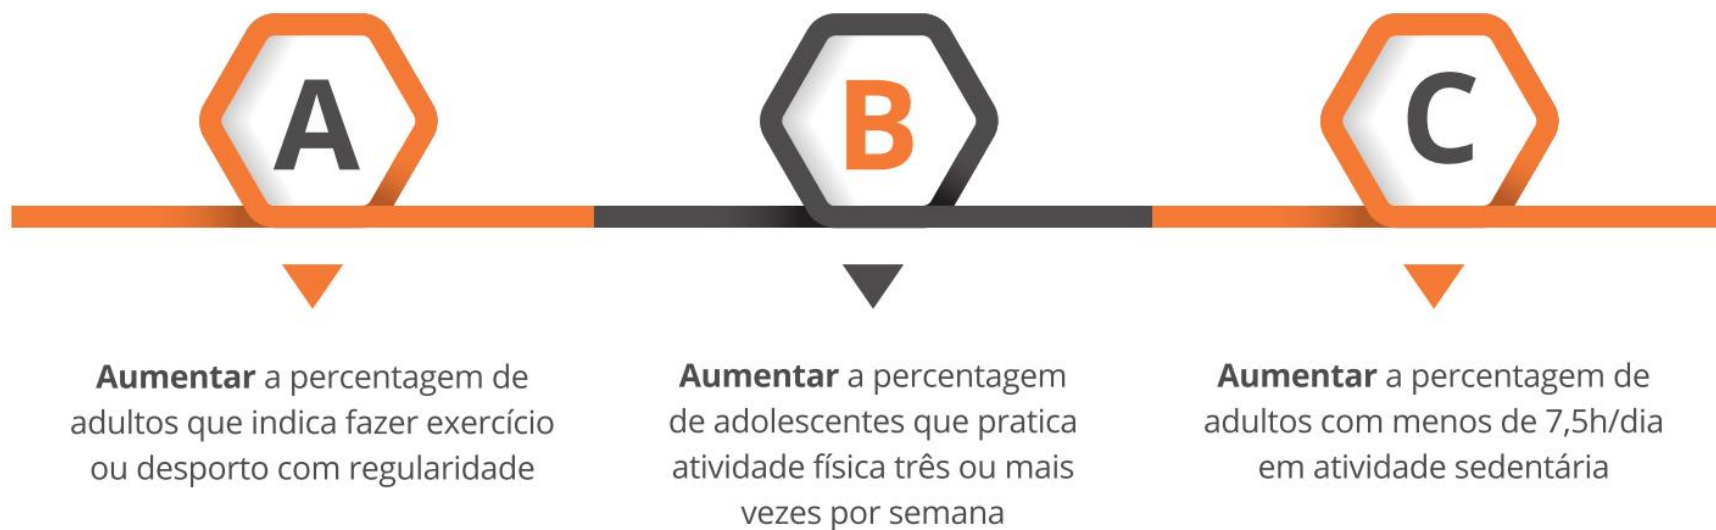 A
Aumentar a percentagem de
adultos que indica fazer exercício
ou desporto com regularidade
B
Aumentar a percentagem
de adolescentes que pratica
atividade física três ou mais
vezes por semana
C
Aumentar a percentagem de
adultos com menos de 7,5h/dia
em atividade sedentária